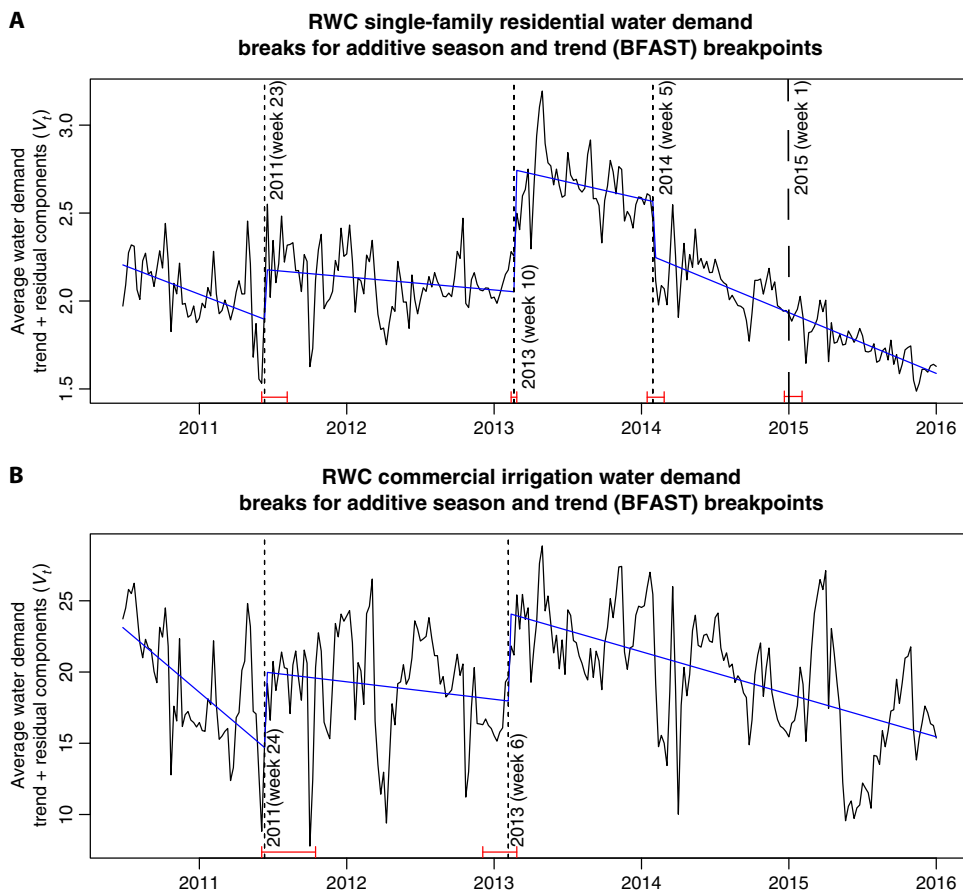 A
RWC single-family residential water demand
breaks for additive season and trend (BFAST) breakpoints
Average water demand
trend + residual components (Vt)
3.0
2.5
2.0
1.5
2011(week 23)
2013 (week 10)
2014 (week 5)
2015 (week 1)
2011 2012 2013 2014 2015 2016
B
RWC commercial irrigation water demand
breaks for additive season and trend (BFAST) breakpoints
Average water demand
trend + residual components (Vt)
25
20
15
10
2011(week 24)
2013 (week 6)
2011 2012 2013 2014 2015 2016